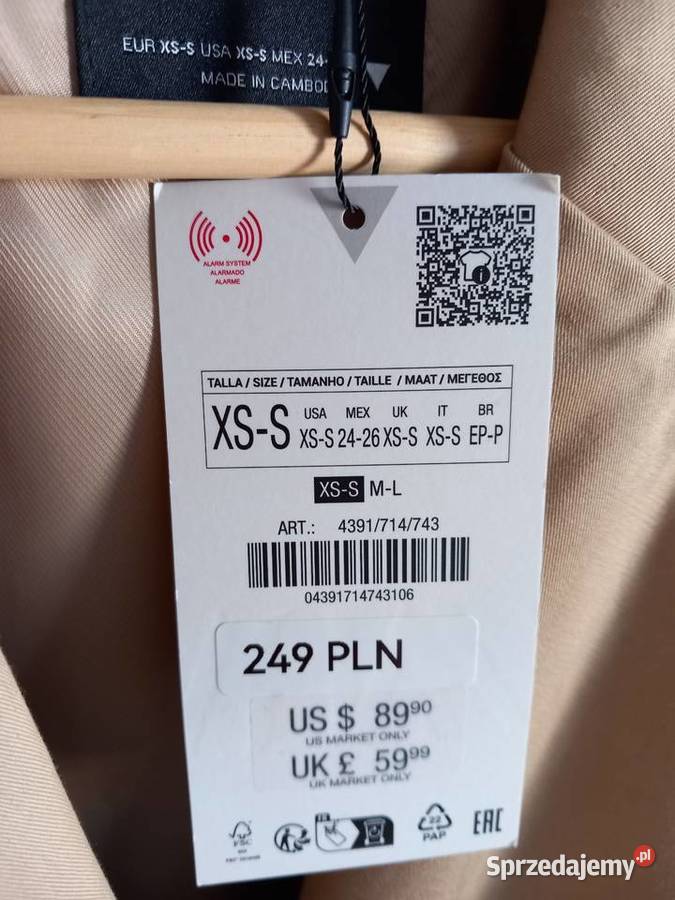 EUR XS-S USA XS-S MEX 24-
MADE IN CAMBOD
ALARM SYSTEM
ALARMADO
ALARME
TALLA / SIZE / TAMANHO / TAILLE / MAAT / ΜΕΓΕΘΟΣ
XS-S
USA MEX UK IT BR
XS-S 24-26 XS-S XS-S EP-P
XS-S M-L
ART.: 4391/714/743
04391714743106
249 PLN
US $ 89⁹⁰
US MARKET ONLY
UK £ 59⁹⁹
UK MARKET ONLY
FSC
FR
22
PAP
EAC
Sprzedajemy.pl